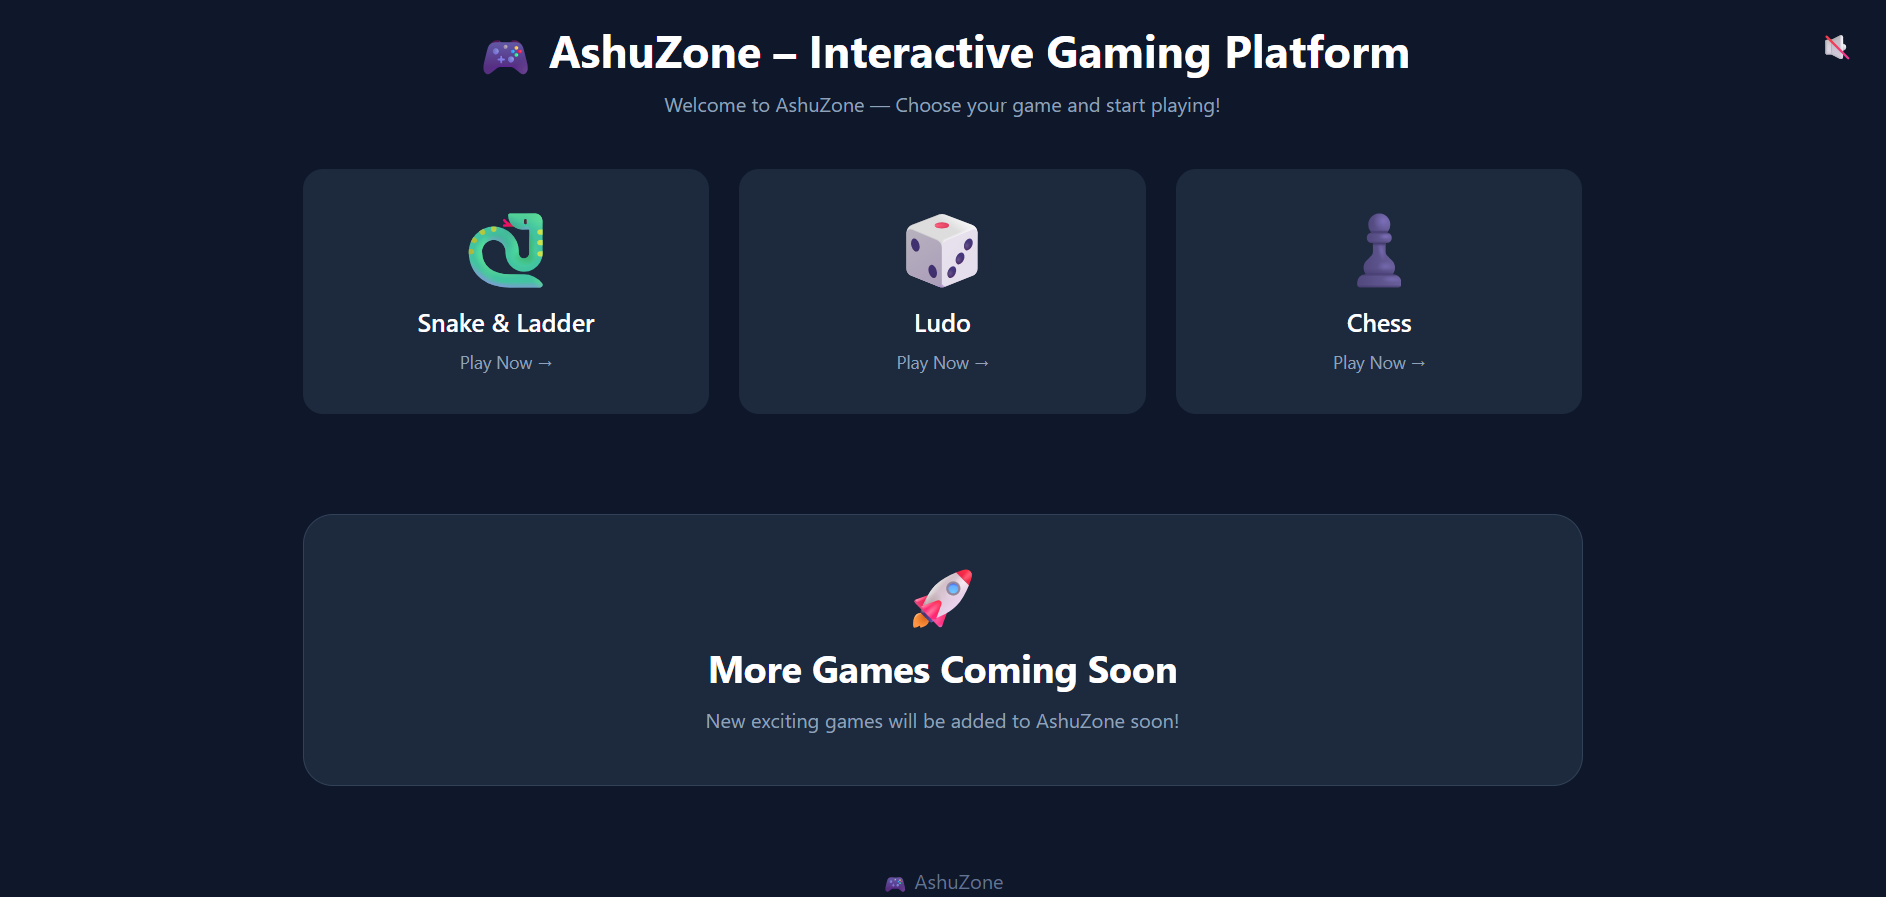 AshuZone – Interactive Gaming Platform
Welcome to AshuZone — Choose your game and start playing!
Snake & Ladder
Play Now →
Ludo
Play Now →
Chess
Play Now →
More Games Coming Soon
New exciting games will be added to AshuZone soon!
AshuZone